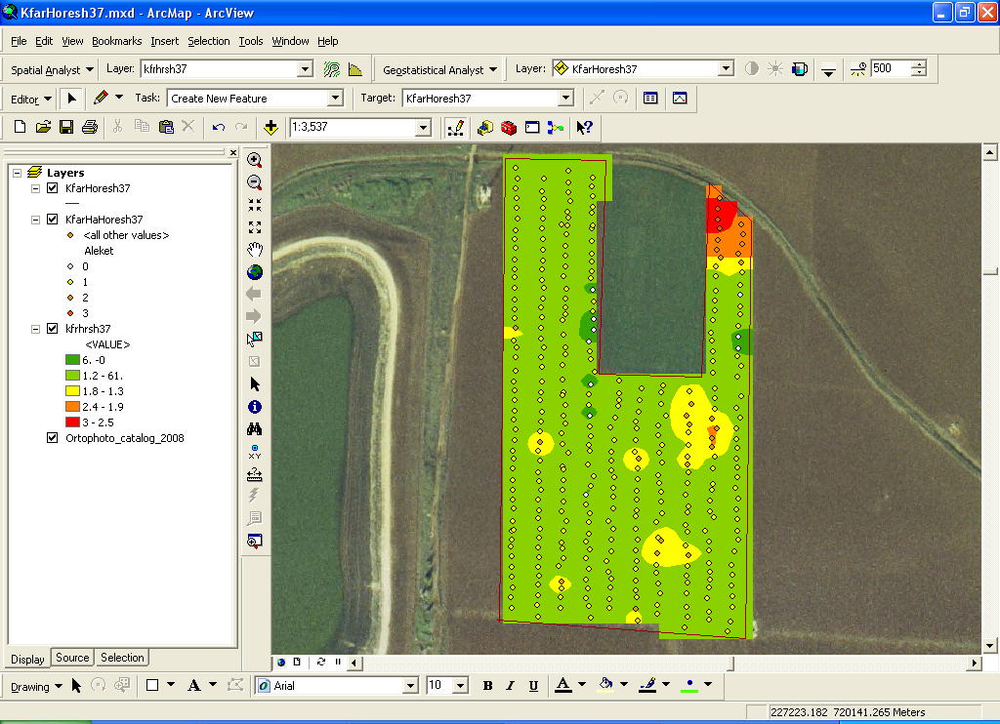 KfarHoresh37.mxd - ArcMap - ArcView
File Edit View Bookmarks Insert Selection Tools Window Help
Spatial Analyst Layer: kfrhrsh37 Geostatistical Analyst Layer: KfarHoresh37 500
Editor Task: Create New Feature Target: KfarHoresh37
1:3,537
Layers
KfarHoresh37
KfarHaHoresh37
<all other values>
Aleket
0
1
2
3
kfrhrsh37
<VALUE>
6. -0
1.2 - 61.
1.8 - 1.3
2.4 - 1.9
3 - 2.5
Ortophoto_catalog_2008
XY
Display Source Selection
Drawing A Arial 10 B I U A
227223.182 720141.265 Meters